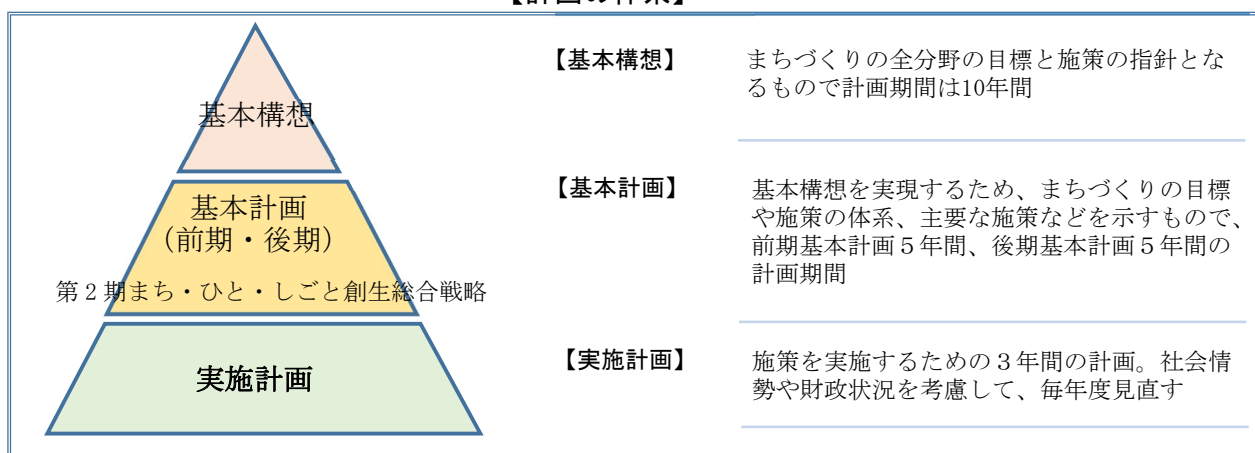 【計画の体系】
基本構想
基本計画
（前期・後期）
第２期まち・ひと・しごと創生総合戦略
実施計画
【基本構想】
まちづくりの全分野の目標と施策の指針とな
るもので計画期間は10年間
【基本計画】
基本構想を実現するため、まちづくりの目標
や施策の体系、主要な施策などを示すもので、
前期基本計画５年間、後期基本計画５年間の
計画期間
【実施計画】
施策を実施するための３年間の計画。社会情
勢や財政状況を考慮して、毎年度見直す